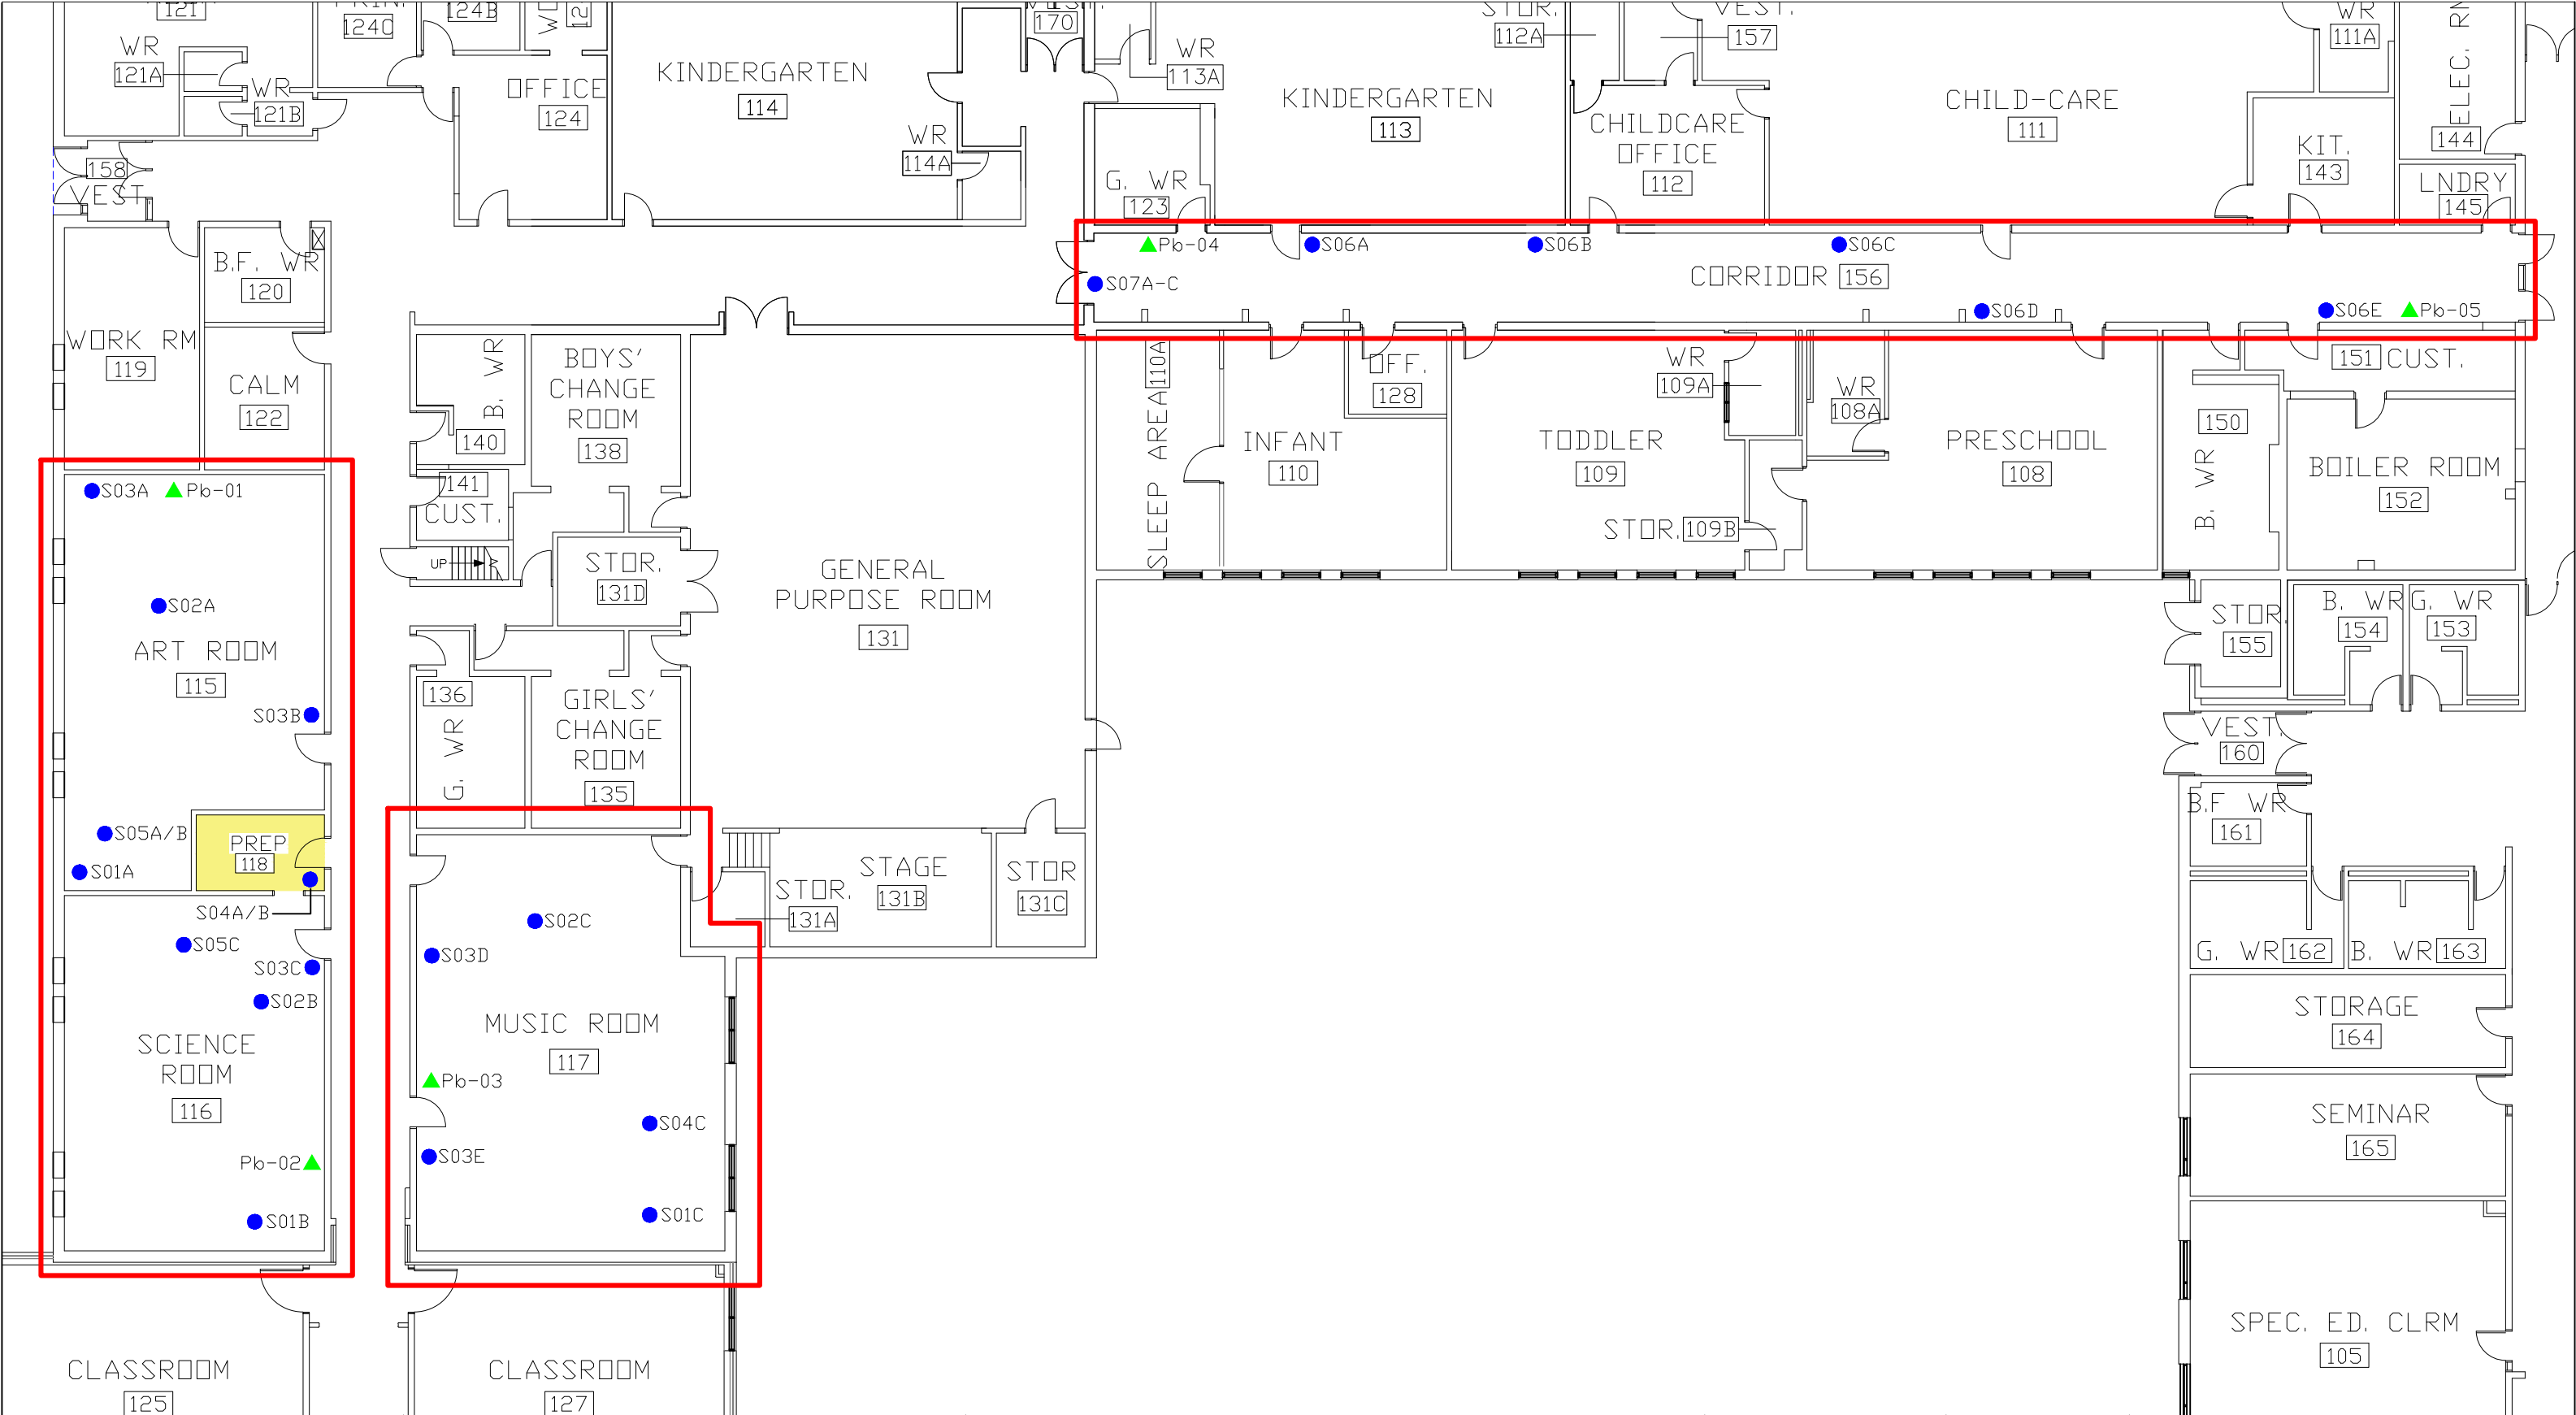 121
WR
121A
WR
121B
124C
124B
OFFICE
124
KINDERGARTEN
114
WR
114A
170
WR
113A
KINDERGARTEN
113
G. WR
123
STOR.
112A
VEST.
157
CHILDCARE
OFFICE
112
CHILD-CARE
111
WR
111A
KIT.
143
144
LNDRY
145
158
VEST.
B.F. WR
120
WORK RM
119
CALM
122
Pb-04
S06A
S06B
S06C
S07A-C
CORRIDOR 156
S06D
S06E
Pb-05
B. WR
140
BOYS'
CHANGE
ROOM
138
141
CUST.
UP
STOR.
131D
GENERAL
PURPOSE ROOM
131
136
G. WR
GIRLS'
CHANGE
ROOM
135
SLEEP AREA 110A
INFANT
110
OFF.
128
TODDLER
109
WR
109A
STOR. 109B
WR
108A
PRESCHOOL
108
150
B. WR
151 CUST.
BOILER ROOM
152
STOR.
155
B. WR
154
G. WR
153
VEST.
160
B.F WR
161
G. WR 162
B. WR 163
STORAGE
164
SEMINAR
165
SPEC. ED. CLRM
105
S03A
Pb-01
S02A
ART ROOM
115
S03B
S05A/B
S01A
PREP
118
S04A/B
S05C
S03C
S02B
SCIENCE
ROOM
116
Pb-02
S01B
S02C
S03D
MUSIC ROOM
117
Pb-03
S04C
S03E
S01C
STOR.
131A
STAGE
131B
STOR
131C
CLASSROOM
125
CLASSROOM
127